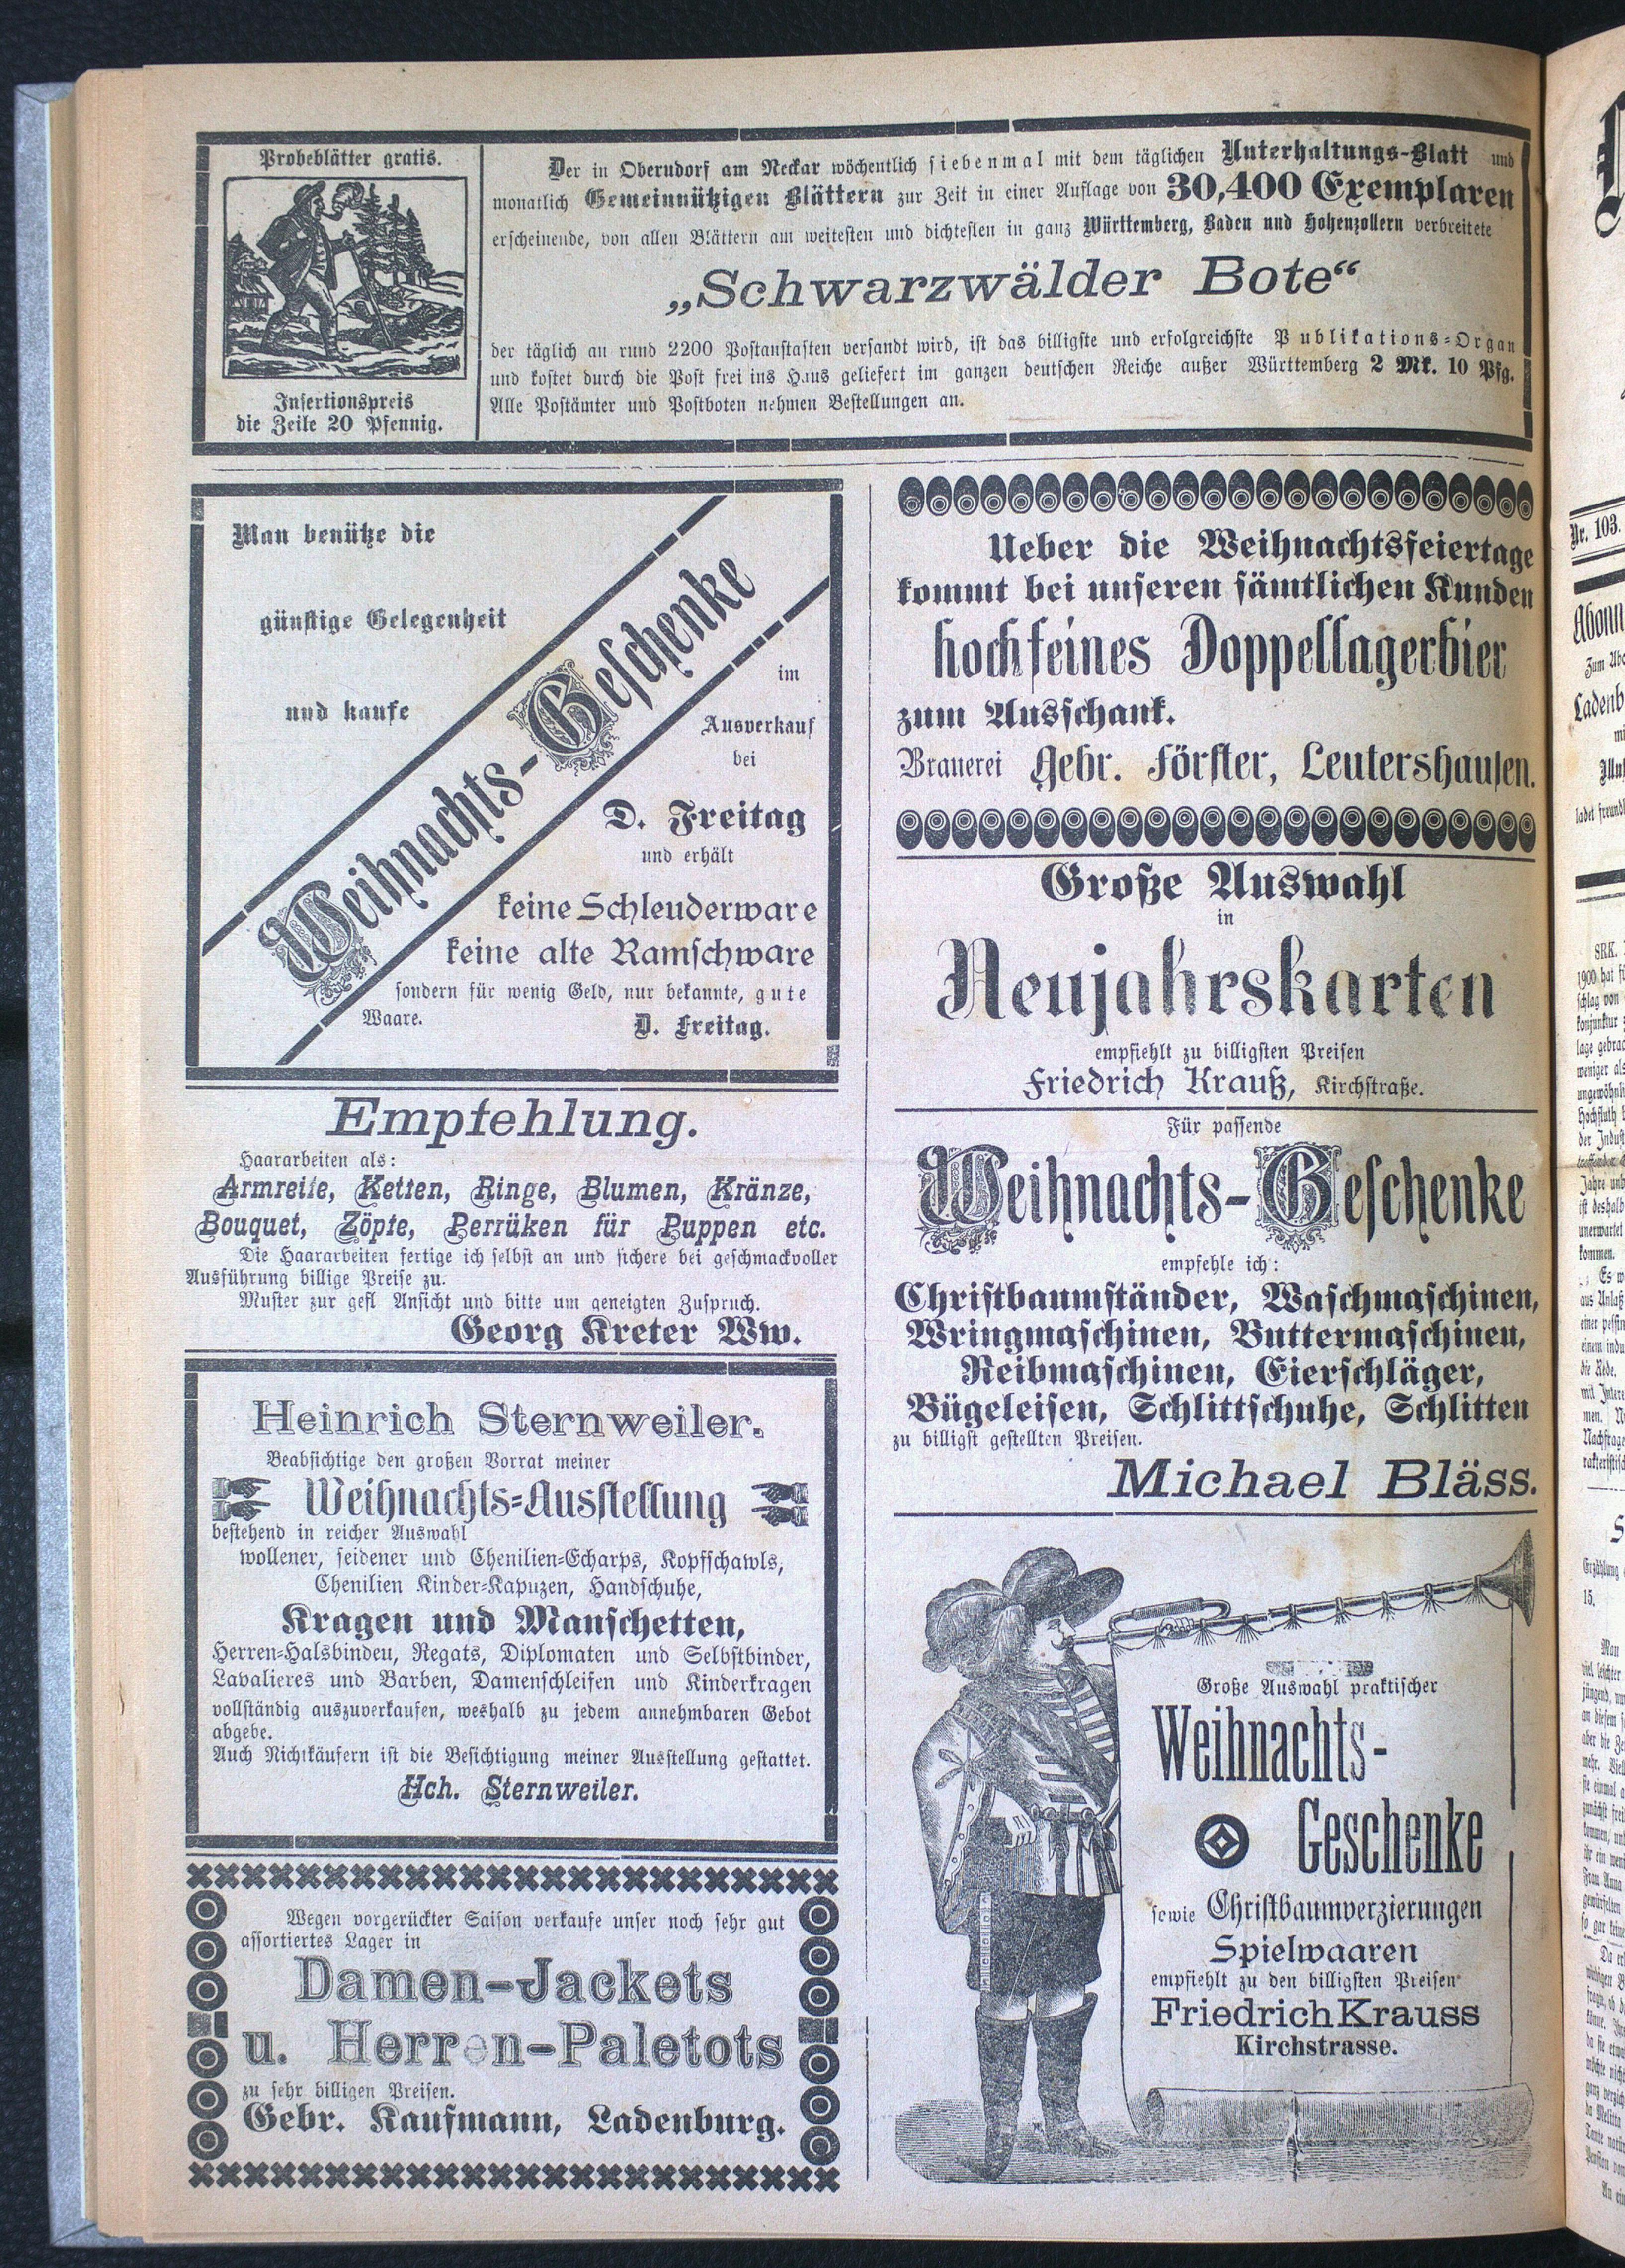 Probeblätter gratis.
Insertionspreis
die Zeile 20 Pfennig.
Der in Oberndorf am Neckar wöchentlich siebenmal mit dem täglichen Unterhaltungs-Blatt und
monatlich Gemeinnützigen Blättern zur Zeit in einer Auflage von 30,400 Exemplaren
erscheinende, von allen Blättern am weitesten und dichtesten in ganz Württemberg, Baden und Hohenzollern verbreitete
„Schwarzwälder Bote“
der täglich an rund 2200 Postanstalten versandt wird, ist das billigste und erfolgreichste Publikations-Organ
und kostet durch die Post frei ins Haus geliefert im ganzen deutschen Reiche außer Württemberg 2 Mk. 10 Pfg.
Alle Postämter und Postboten nehmen Bestellungen an.
Man benütze die
günstige Gelegenheit
und kaufe
Weihnachts-Geschenke
im
Ausverkauf
bei
D. Freitag
und erhält
keine Schleuderware
keine alte Ramschware
sondern für wenig Geld, nur bekannte, gute
Waare.
D. Freitag.
Empfehlung.
Haararbeiten als:
Armreife, Ketten, Ringe, Blumen, Kränze,
Bouquet, Zöpfe, Perrüken für Puppen etc.
Die Haararbeiten fertige ich selbst an und sichere bei geschmackvoller
Ausführung billige Preise zu.
Muster zur gefl Ansicht und bitte um geneigten Zuspruch.
Georg Kreter Ww.
Heinrich Sternweiler.
Beabsichtige den großen Vorrat meiner
Weihnachts-Ausstellung
bestehend in reicher Auswahl
wollener, seidener und Chenilien-Echarps, Kopfschawls,
Chenilien Kinder-Kapuzen, Handschuhe,
Kragen und Manschetten,
Herren-Halsbinden, Regats, Diplomaten und Selbstbinder,
Lavalieres und Barben, Damenschleifen und Kinderkragen
vollständig auszuverkaufen, weshalb zu jedem annehmbaren Gebot
abgebe.
Auch Nichtkäufern ist die Besichtigung meiner Ausstellung gestattet.
Hch. Sternweiler.
Wegen vorgerückter Saison verkaufe unser noch sehr gut
assortiertes Lager in
Damen-Jackets
u. Herren-Paletots
zu sehr billigen Preisen.
Gebr. Kaufmann, Ladenburg.
Ueber die Weihnachtsfeiertage
kommt bei unseren sämtlichen Kunden
hochfeines Doppellagerbier
zum Ausschank.
Brauerei Gebr. Förster, Leutershausen.
Große Auswahl
in
Neujahrskarten
empfiehlt zu billigsten Preisen
Friedrich Krauß, Kirchstraße.
Für passende
Weihnachts-Geschenke
empfehle ich:
Christbaumständer, Waschmaschinen,
Wringmaschinen, Buttermaschinen,
Reibmaschinen, Eierschläger,
Bügeleisen, Schlittschuhe, Schlitten
zu billigst gestellten Preisen.
Michael Bläss.
Große Auswahl praktischer
Weihnachts-
Geschenke
sowie Christbaumverzierungen
Spielwaaren
empfiehlt zu den billigsten Preisen
Friedrich Krauss
Kirchstrasse.
Nr. 103.